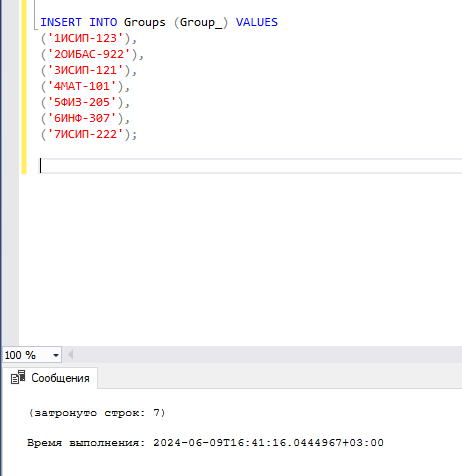 INSERT INTO Groups (Group_) VALUES
('1ИСИП-123'),
('2ОИБАС-922'),
('3ИСИП-121'),
('4МАТ-101'),
('5ФИЗ-205'),
('6ИНФ-307'),
('7ИСИП-222');
100 %
Сообщения
(затронуто строк: 7)
Время выполнения: 2024-06-09T16:41:16.0444967+03:00